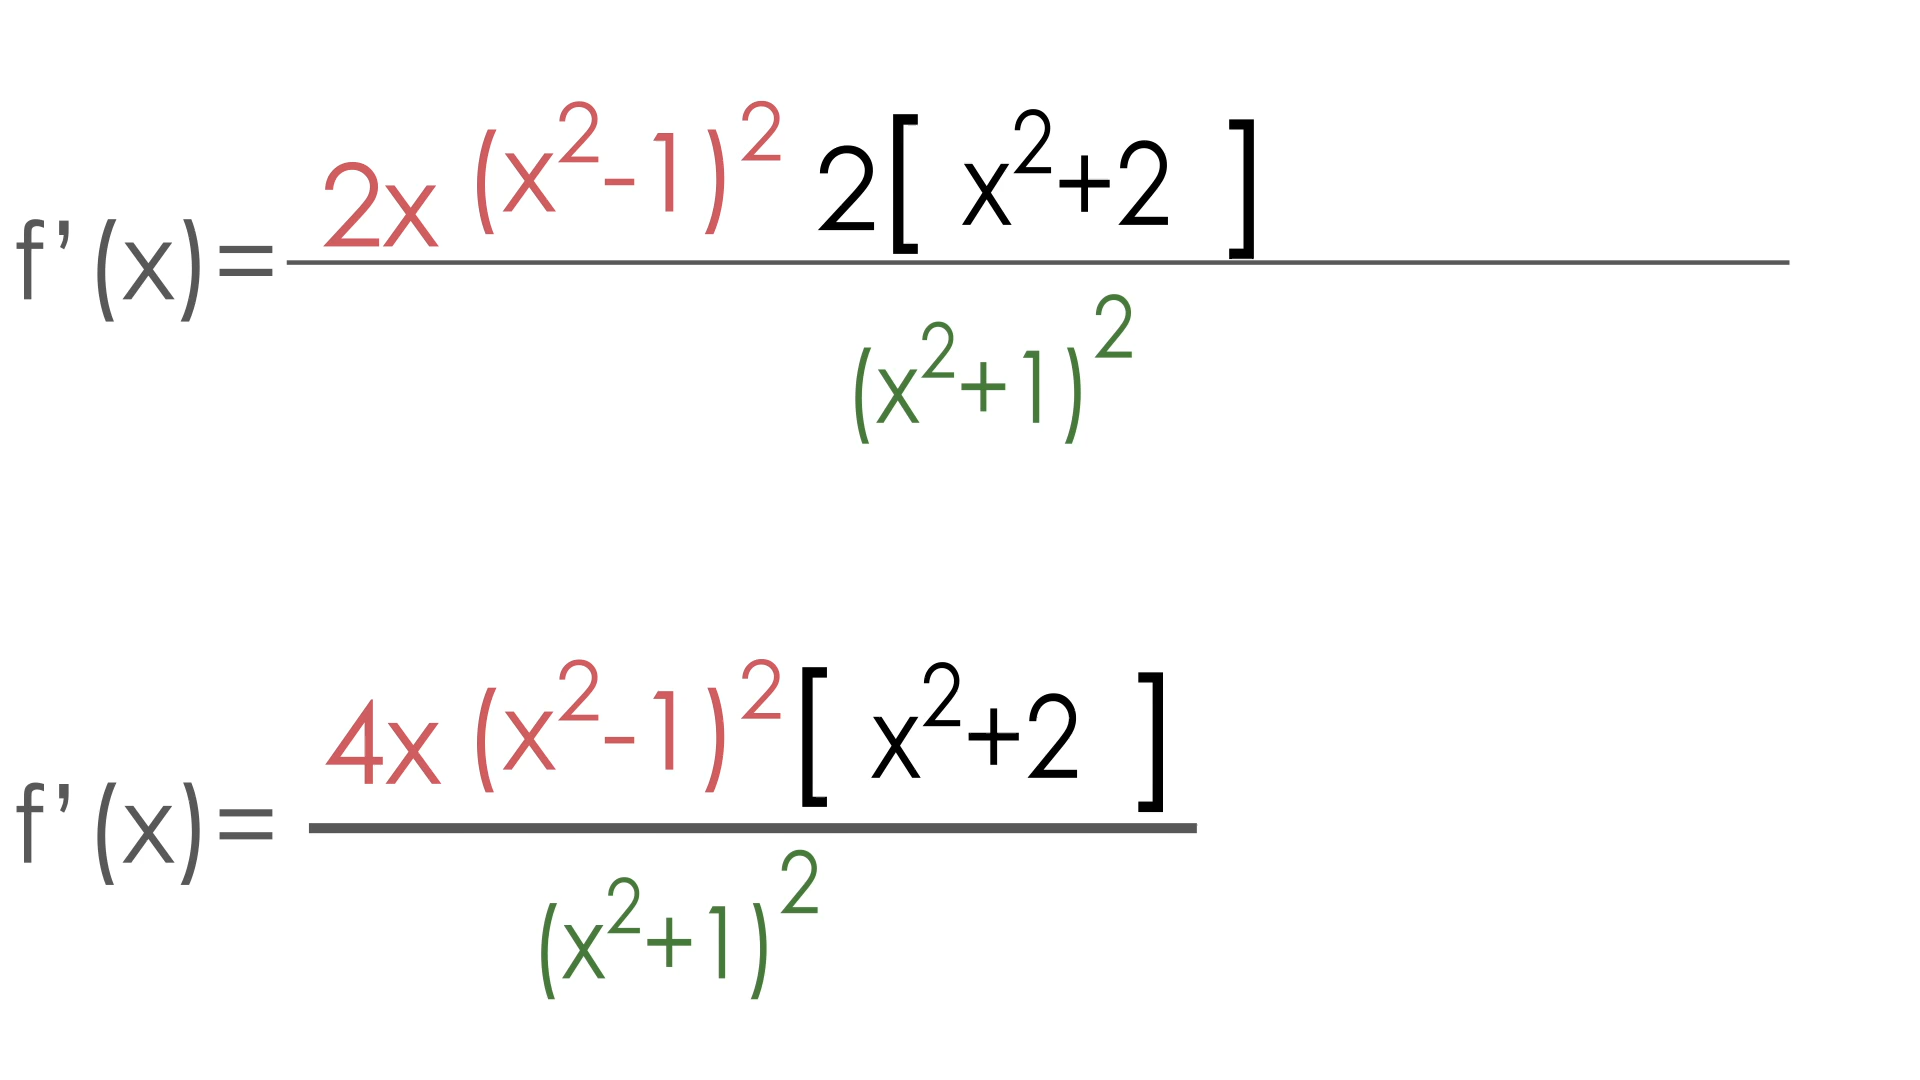 f'(x)= 2x (x²-1)² 2[ x²+2 ]
(x²+1)²
f'(x)= 4x (x²-1)² [ x²+2 ]
(x²+1)²